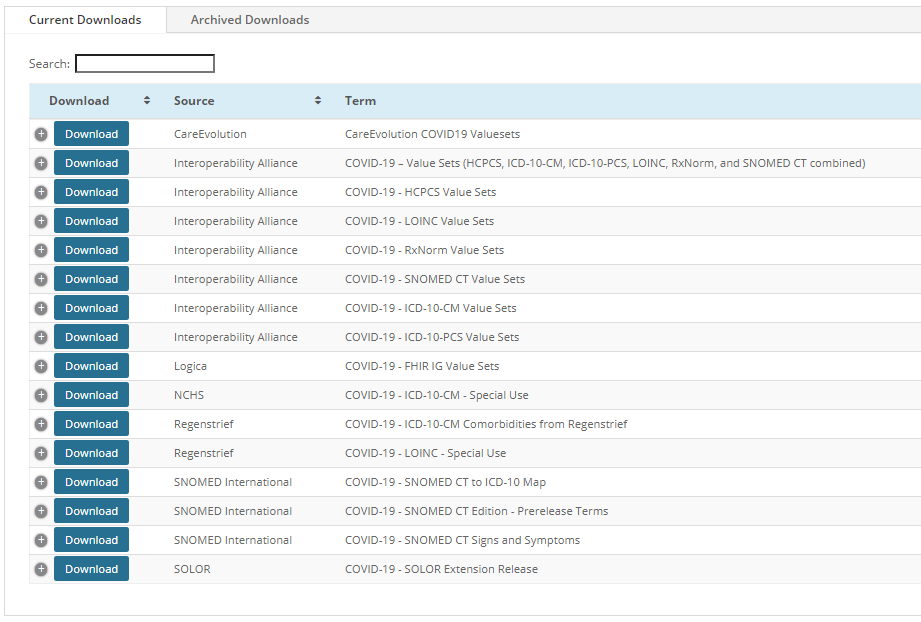 Current Downloads Archived Downloads
Search:
Download Source Term
Download CareEvolution CareEvolution COVID19 Valuesets
Download Interoperability Alliance COVID-19 – Value Sets (HCPCS, ICD-10-CM, ICD-10-PCS, LOINC, RxNorm, and SNOMED CT combined)
Download Interoperability Alliance COVID-19 - HCPCS Value Sets
Download Interoperability Alliance COVID-19 - LOINC Value Sets
Download Interoperability Alliance COVID-19 - RxNorm Value Sets
Download Interoperability Alliance COVID-19 - SNOMED CT Value Sets
Download Interoperability Alliance COVID-19 - ICD-10-CM Value Sets
Download Interoperability Alliance COVID-19 - ICD-10-PCS Value Sets
Download Logica COVID-19 - FHIR IG Value Sets
Download NCHS COVID-19 - ICD-10-CM - Special Use
Download Regenstrief COVID-19 - ICD-10-CM Comorbidities from Regenstrief
Download Regenstrief COVID-19 - LOINC - Special Use
Download SNOMED International COVID-19 - SNOMED CT to ICD-10 Map
Download SNOMED International COVID-19 - SNOMED CT Edition - Prerelease Terms
Download SNOMED International COVID-19 - SNOMED CT Signs and Symptoms
Download SOLOR COVID-19 - SOLOR Extension Release